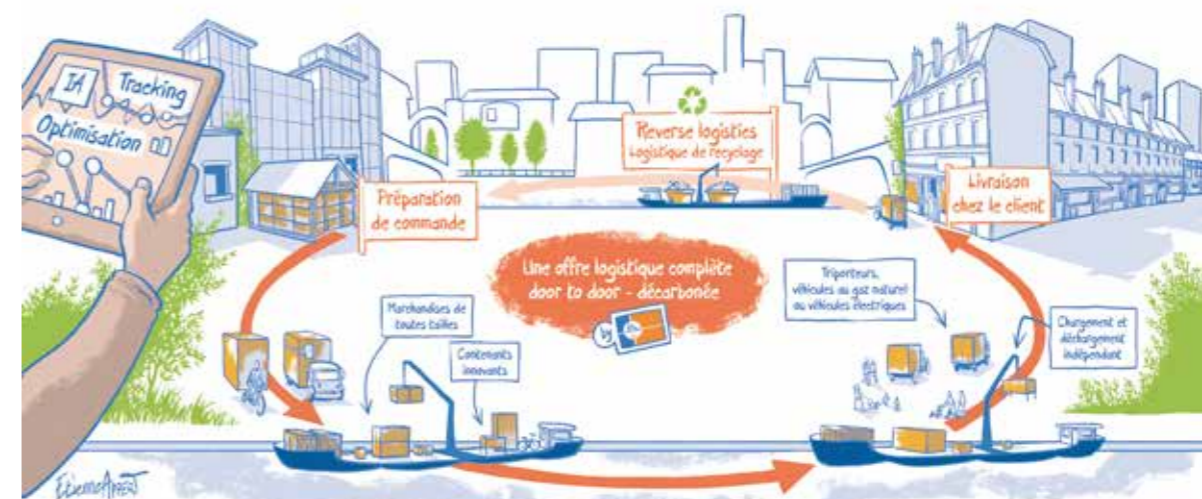 IA
Tracking
Optimisation
Reverse logistics
Logistique de recyclage
Préparation
de commande
Livraison
chez le client
Une offre logistique complète
door to door - décarbonée
by
Triporteurs,
véhicules au gaz naturel
ou véhicules électriques
Marchandises de
toutes tailles
Contenants
innovants
Chargement et
déchargement
indépendant